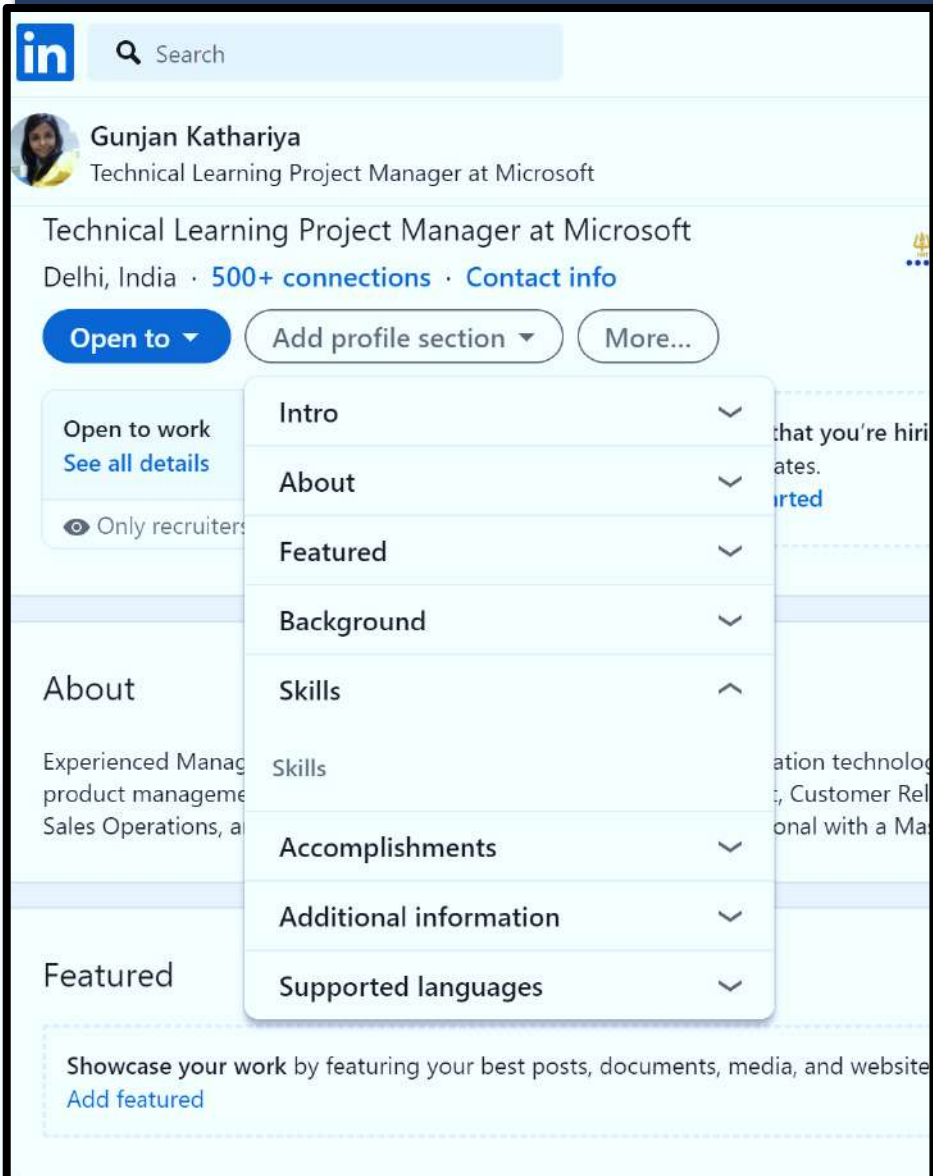 in
Search
Gunjan Kathariya
Technical Learning Project Manager at Microsoft
Technical Learning Project Manager at Microsoft
Delhi, India · 500+ connections · Contact info
Open to
Add profile section
More...
Open to work
See all details
Only recruiters
that you're hiri
ates.
arted
Intro
About
Featured
Background
Skills
Skills
Accomplishments
Additional information
Supported languages
About
Experienced Manag
ation technolog
product manageme
t, Customer Rel
Sales Operations, a
onal with a Mas
Featured
Showcase your work by featuring your best posts, documents, media, and website
Add featured